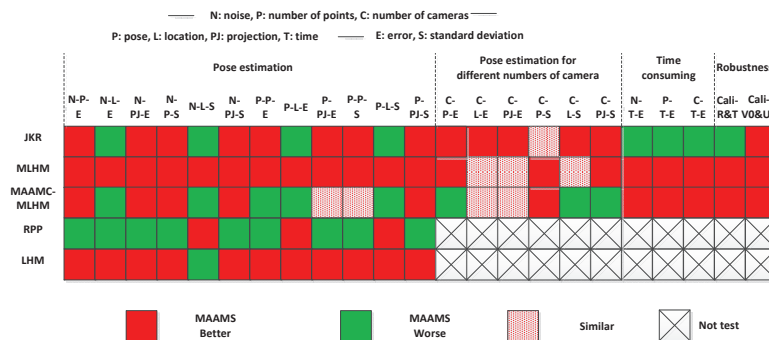 N: noise, P: number of points, C: number of cameras
P: pose, L: location, PJ: projection, T: time
E: error, S: standard deviation
Pose estimation
Pose estimation for different numbers of camera
Time consuming
Robustness
N-P-E N-L-E N-PJ-E N-P-S N-L-S N-PJ-S P-P-E P-L-E P-PJ-E P-P-S P-L-S P-PJ-S C-P-E C-L-E C-PJ-E C-P-S C-L-S C-PJ-S N-T-E P-T-E C-T-E Cali-R&T Cali-V0&U
JKR
MLHM
MAAMC-MLHM
RPP
LHM
MAAMS Better
MAAMS Worse
Similar
Not test